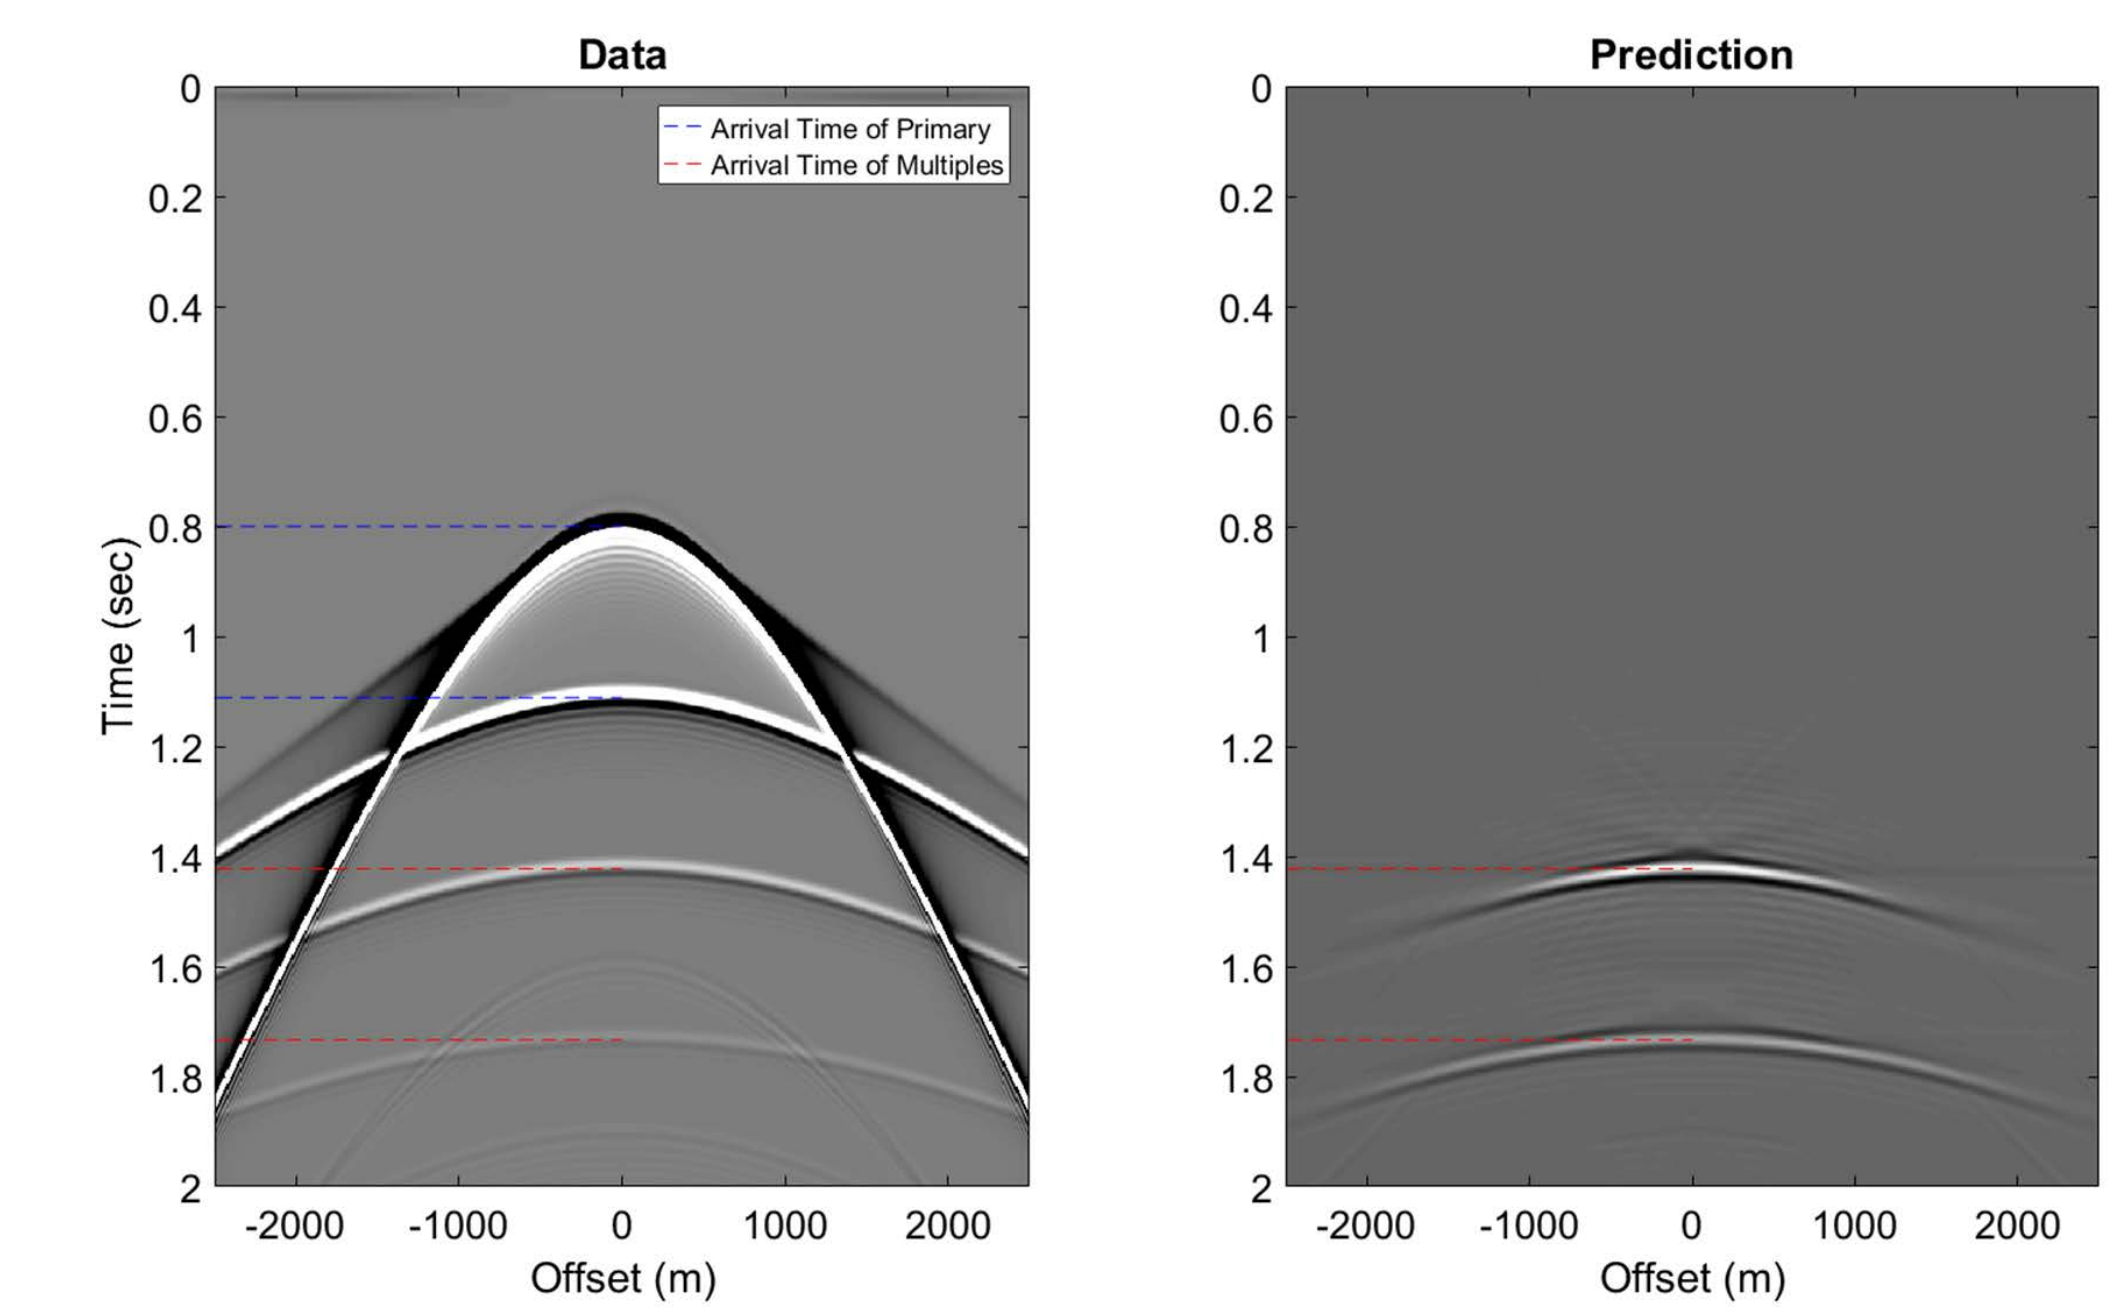 Data
Arrival Time of Primary
Arrival Time of Multiples
0
0.2
0.4
0.6
0.8
1
1.2
1.4
1.6
1.8
2
Time (sec)
-2000 -1000 0 1000 2000
Offset (m)
Prediction
0
0.2
0.4
0.6
0.8
1
1.2
1.4
1.6
1.8
2
-2000 -1000 0 1000 2000
Offset (m)